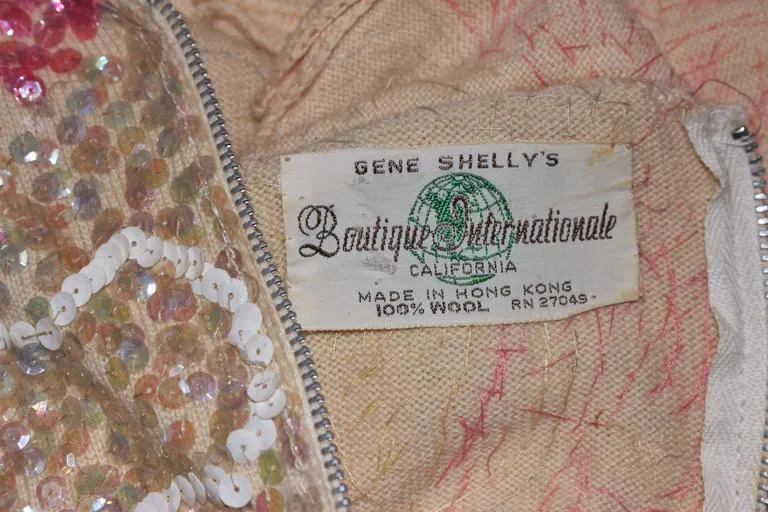 GENE SHELLY'S
Boutique Internationale
CALIFORNIA
MADE IN HONG KONG
100% WOOL RN 27049